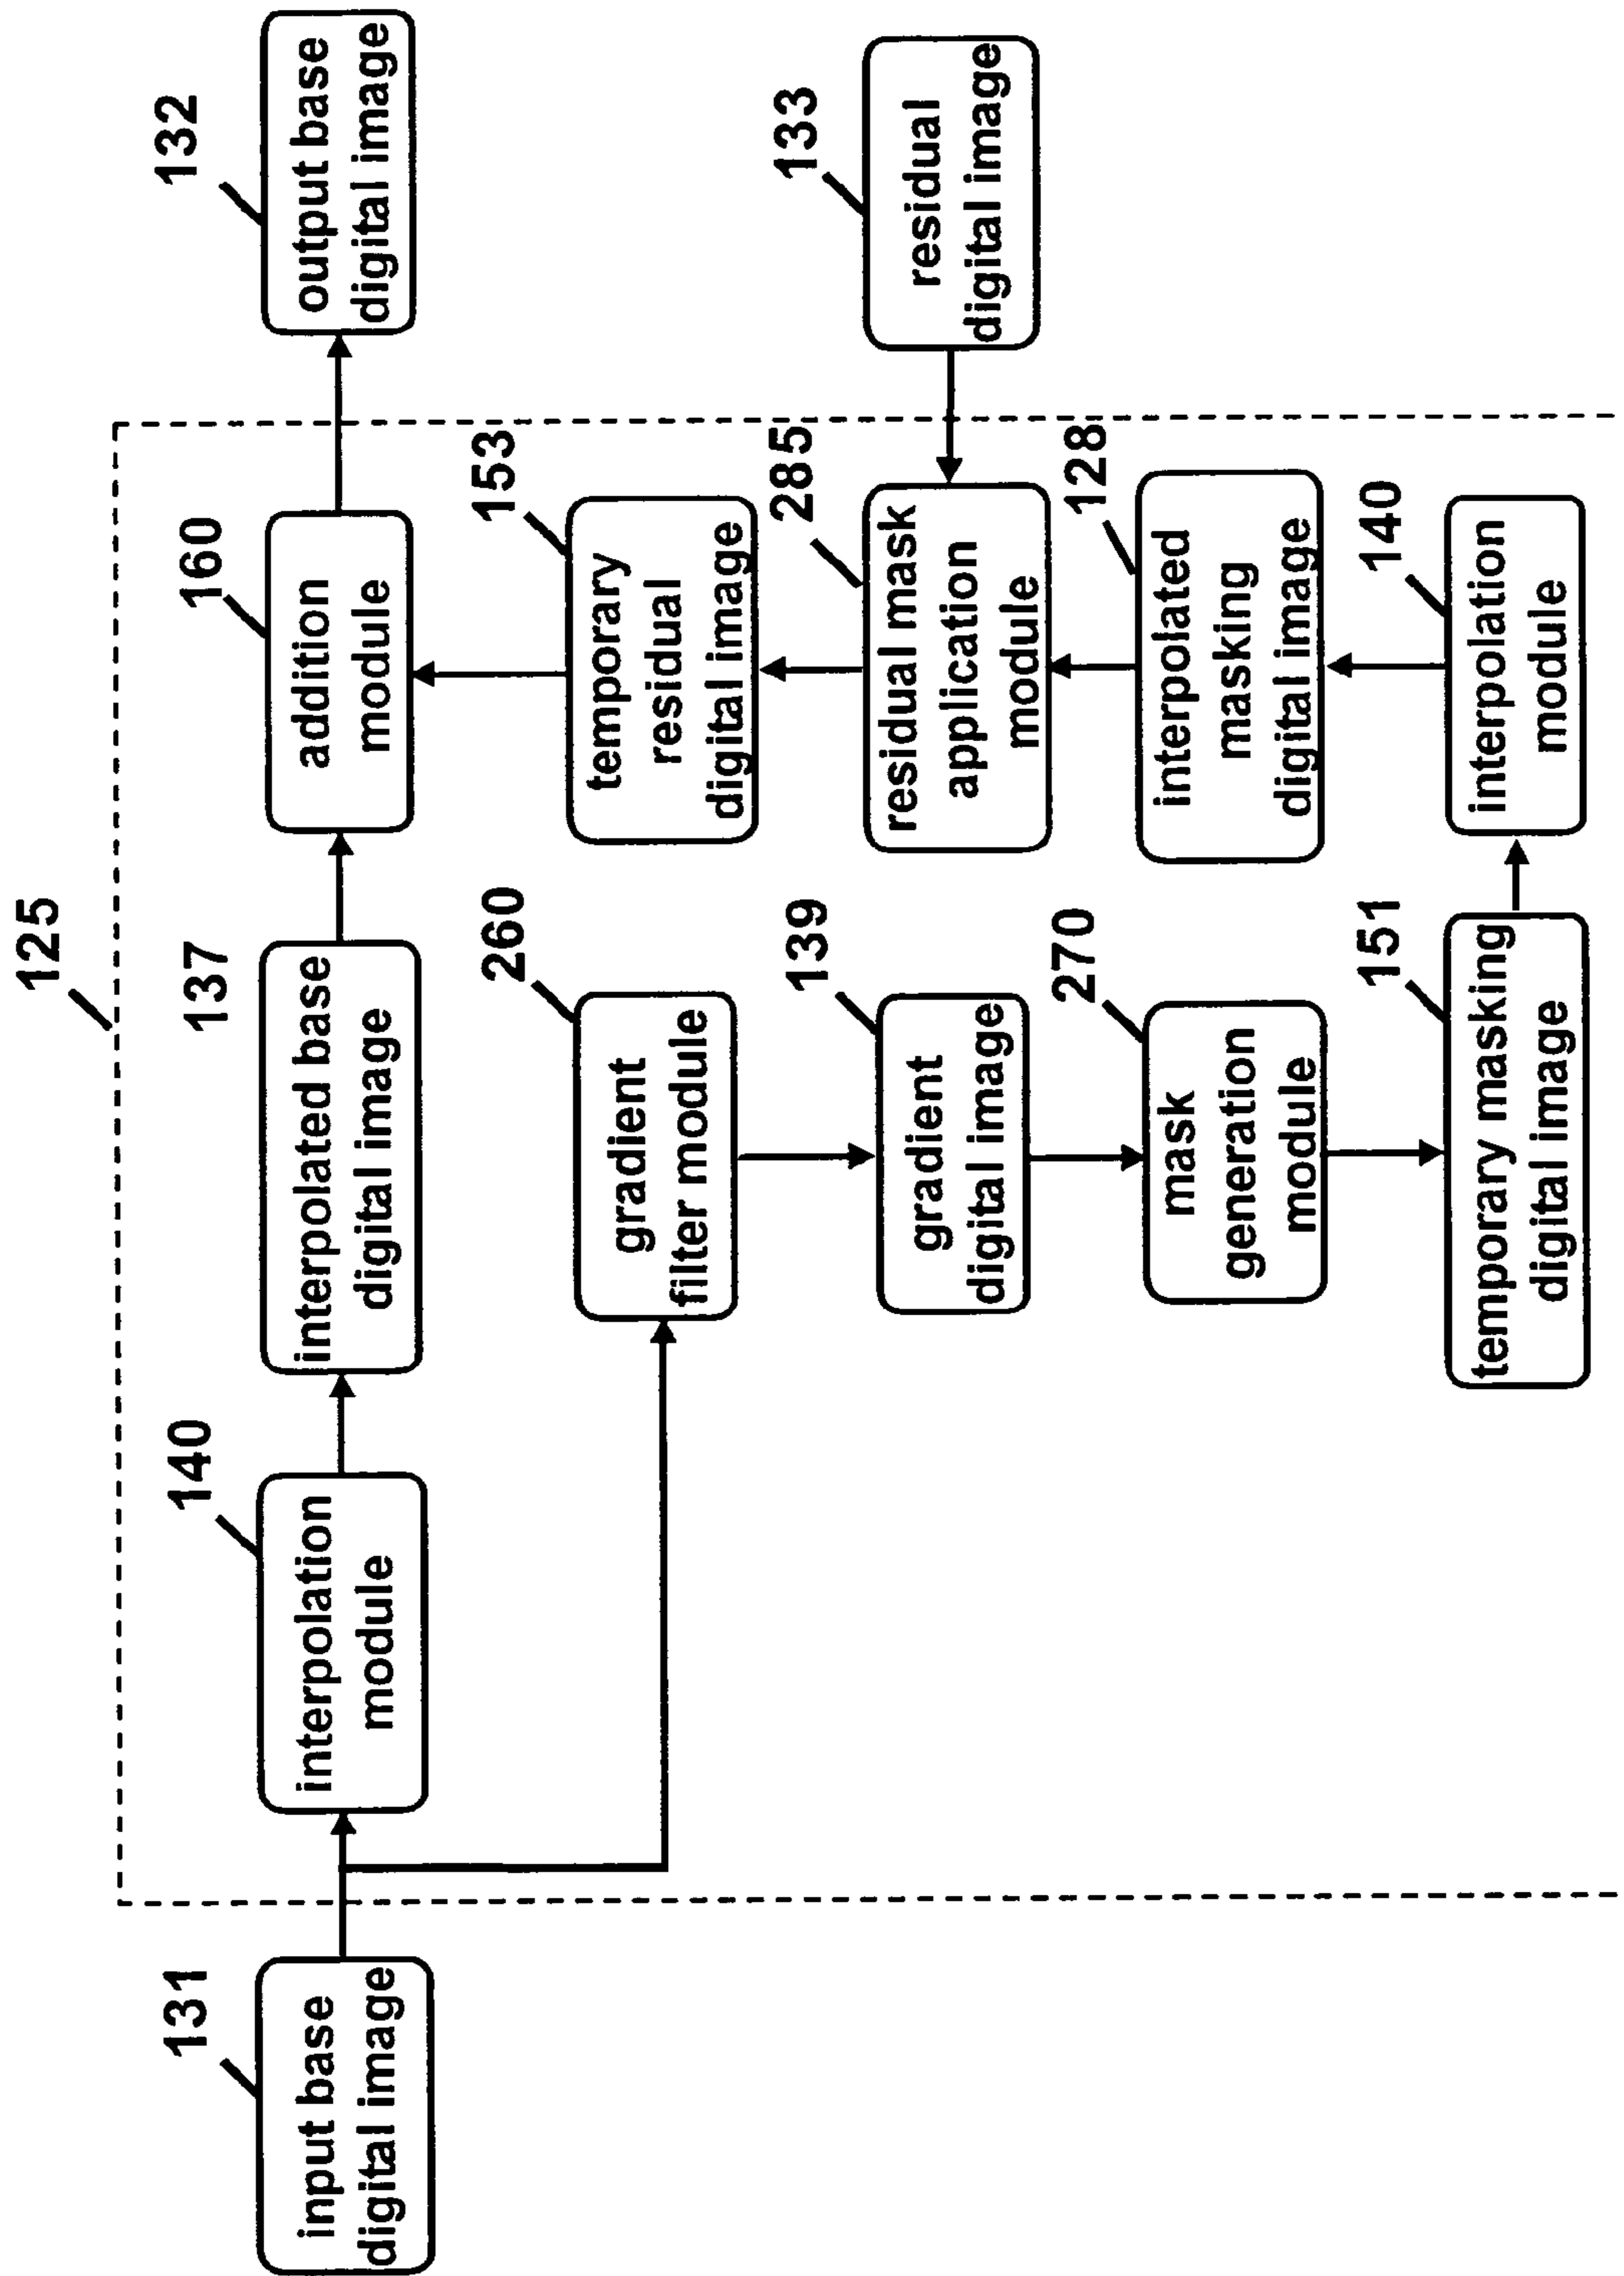 125
131
input base
digital image
140
interpolation
module
137
interpolated base
digital image
160
addition
module
132
output base
digital image
260
gradient
filter module
139
gradient
digital image
270
mask
generation
module
151
temporary masking
digital image
140
interpolation
module
128
interpolated
masking
digital image
285
residual mask
application
module
153
temporary
residual
digital image
133
residual
digital image